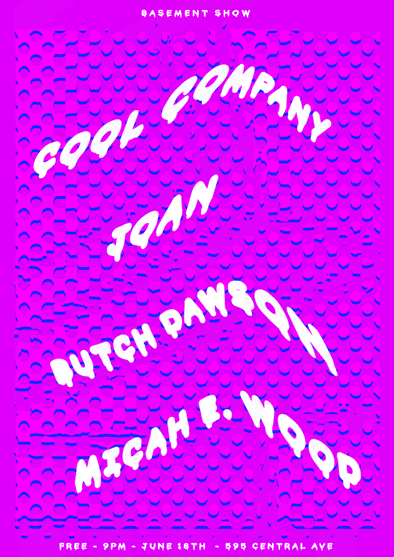 BASEMENT SHOW
COOL COMPANY
JOAN
BUTCH DAWSON
MICAH E. WOOD
FREE ~ 9PM - JUNE 18TH - 595 CENTRAL AVE